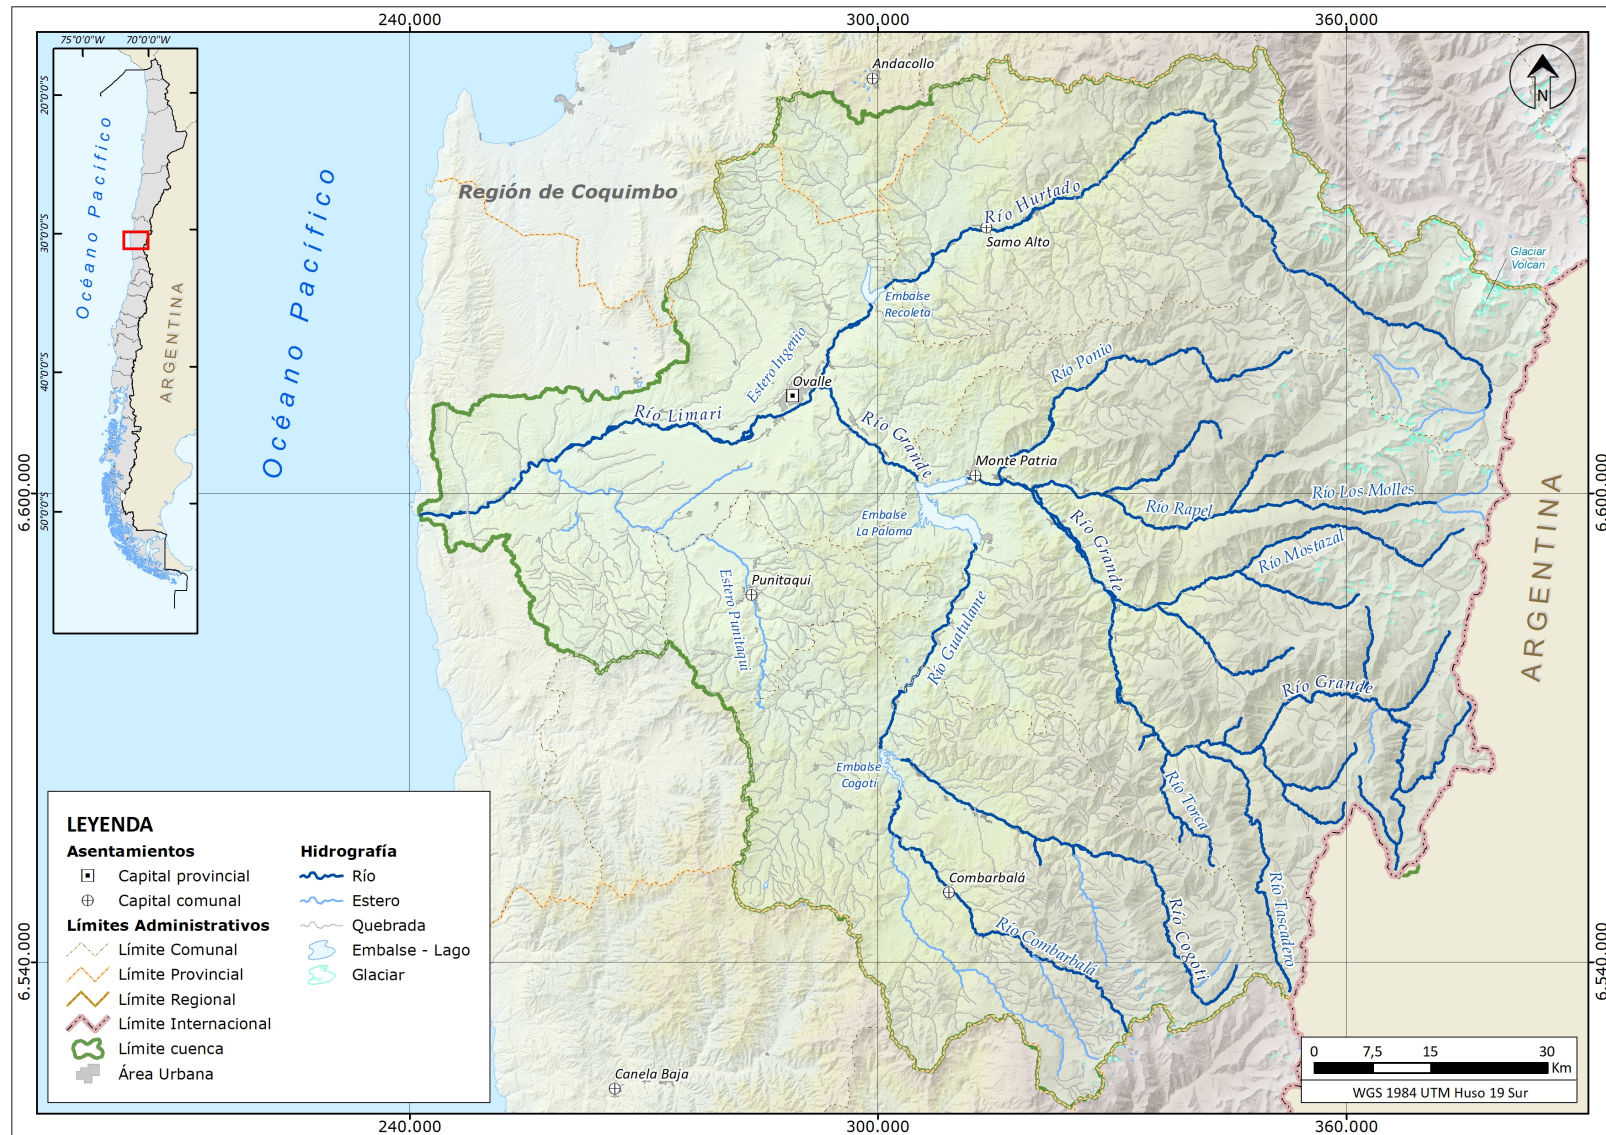 240.000
300.000
360.000
75°0'0"W
70°0'0"W
20°0'0"S
30°0'0"S
40°0'0"S
50°0'0"S
Océano Pacífico
ARGENTINA
Océano Pacífico
Región de Coquimbo
Andacollo
N
Río Hurtado
Samo Alto
Glaciar
Volcan
Embalse
Recoleta
Estero Ingenio
Ovalle
Río Ponio
Río Limari
Río Grande
Monte Patria
Río Los Molles
Río Rapel
Embalse
La Paloma
Río Grande
Río Mostazal
ARGENTINA
Punitaqui
Estero Punitaqui
Río Guatulame
Río Grande
Embalse
Cogotí
Río Torca
Combarbalá
Río Combarbalá
Río Cogotí
Río Tascadero
Canela Baja
6.600.000
6.540.000
6.600.000
6.540.000
LEYENDA
Asentamientos
Capital provincial
Capital comunal
Límites Administrativos
Límite Comunal
Límite Provincial
Límite Regional
Límite Internacional
Límite cuenca
Área Urbana
Hidrografía
Río
Estero
Quebrada
Embalse - Lago
Glaciar
0 7,5 15 30
Km
WGS 1984 UTM Huso 19 Sur
240.000
300.000
360.000